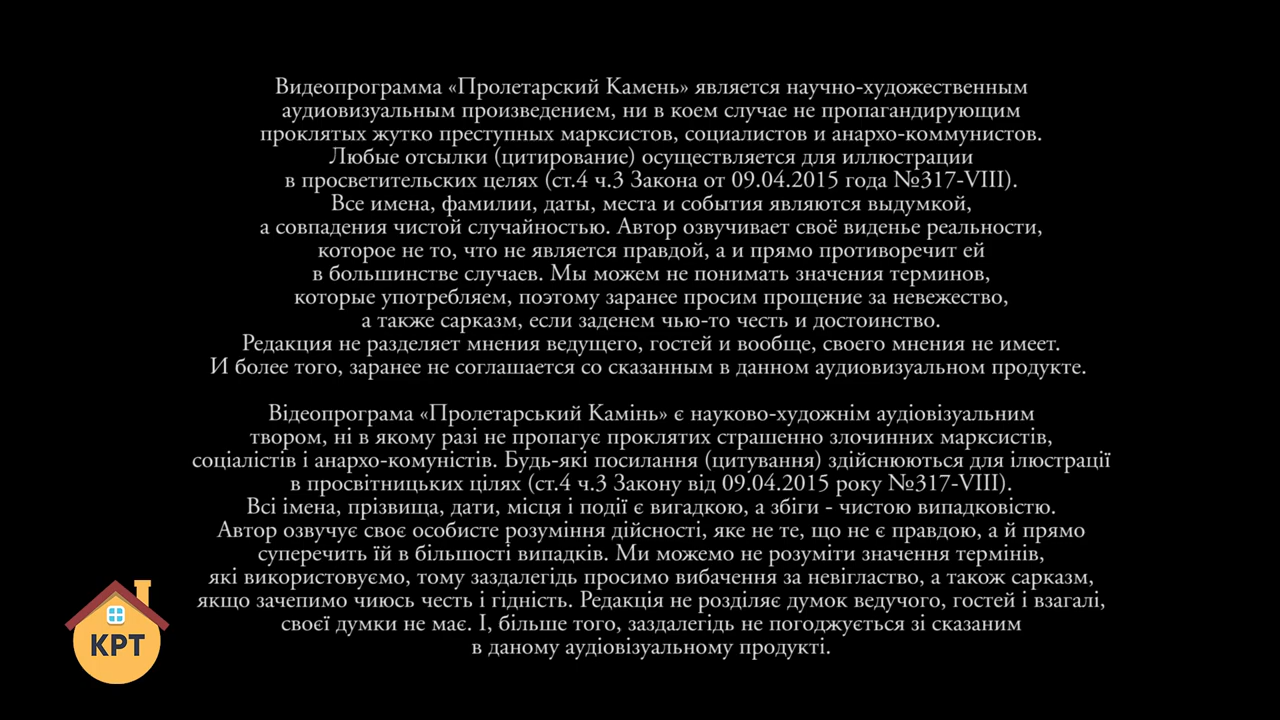 Видеопрограмма «Пролетарский Камень» является научно-художественным
аудиовизуальным произведением, ни в коем случае не пропагандирующим
проклятых жутко преступных марксистов, социалистов и анархо-коммунистов.
Любые отсылки (цитирование) осуществляется для иллюстрации
в просветительских целях (ст.4 ч.3 Закона от 09.04.2015 года №317-VIII).
Все имена, фамилии, даты, места и события являются выдумкой,
а совпадения чистой случайностью. Автор озвучивает своё виденье реальности,
которое не то, что не является правдой, а и прямо противоречит ей
в большинстве случаев. Мы можем не понимать значения терминов,
которые употребляем, поэтому заранее просим прощение за невежество,
а также сарказм, если заденем чью-то честь и достоинство.
Редакция не разделяет мнения ведущего, гостей и вообще, своего мнения не имеет.
И более того, заранее не соглашается со сказанным в данном аудиовизуальном продукте.
Відеопрограма «Пролетарський Камінь» є науково-художнім аудіовізуальним
твором, ні в якому разі не пропагує проклятих страшенно злочинних марксистів,
соціалістів і анархо-комуністів. Будь-які посилання (цитування) здійснюються для ілюстрації
в просвітницьких цілях (ст.4 ч.3 Закону від 09.04.2015 року №317-VIII).
Всі імена, прізвища, дати, місця і події є вигадкою, а збіги - чистою випадковістю.
Автор озвучує своє особисте розуміння дійсності, яке не те, що не є правдою, а й прямо
суперечить їй в більшості випадків. Ми можемо не розуміти значення термінів,
які використовуємо, тому заздалегідь просимо вибачення за невігластво, а також сарказм,
якщо зачепимо чиюсь честь і гідність. Редакція не розділяє думок ведучого, гостей і взагалі,
своєї думки не має. І, більше того, заздалегідь не погоджується зі сказаним
в даному аудіовізуальному продукті.
КРТ